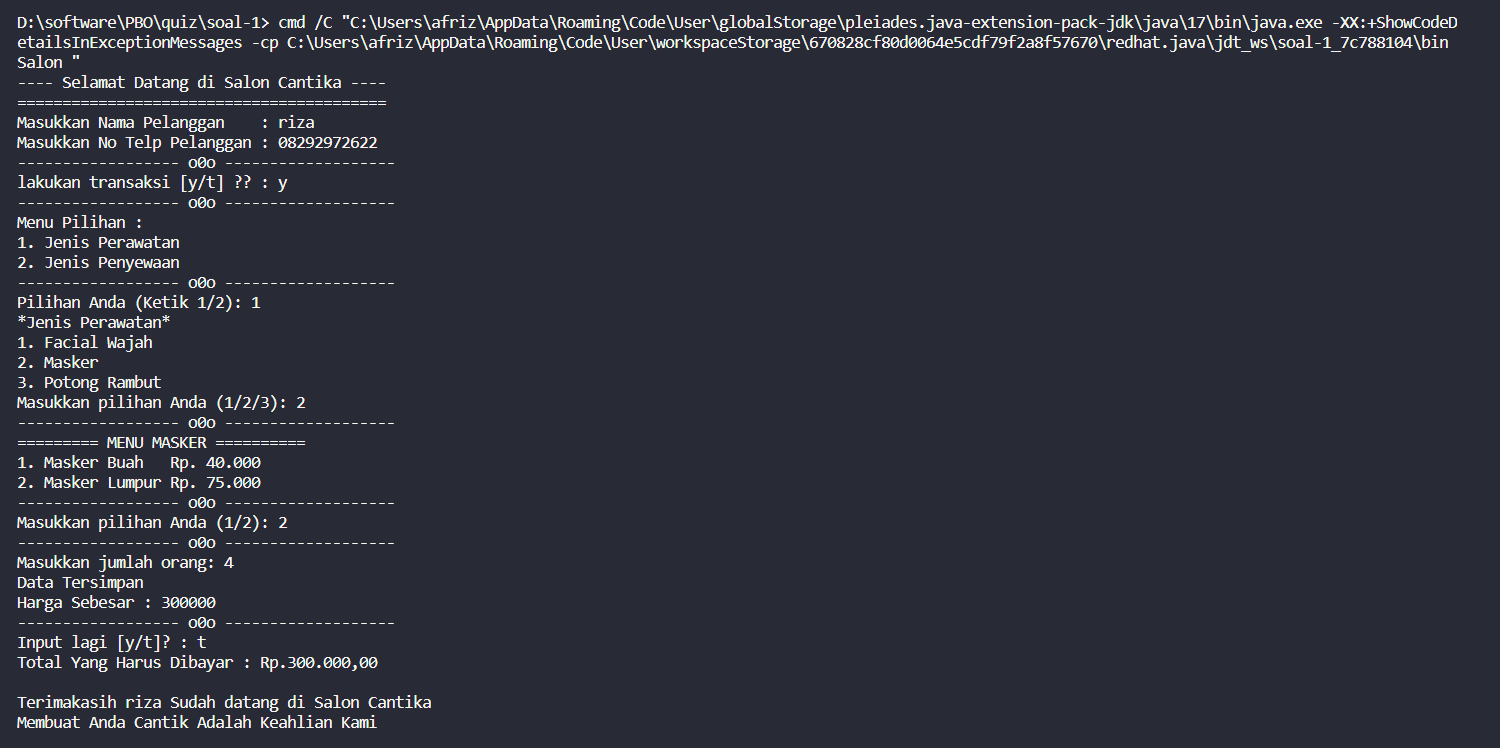 D:\software\PBO\quiz\soal-1> cmd /C "C:\Users\afriz\AppData\Roaming\Code\User\globalStorage\pleiades.java-extension-pack-jdk\java\17\bin\java.exe -XX:+ShowCodeD
etailsInExceptionMessages -cp C:\Users\afriz\AppData\Roaming\Code\User\workspaceStorage\670828cf80d0064e5cdf79f2a8f57670\redhat.java\jdt_ws\soal-1_7c788104\bin
Salon "
---- Selamat Datang di Salon Cantika ----
=========================================
Masukkan Nama Pelanggan    : riza
Masukkan No Telp Pelanggan : 08292972622
------------------ o0o -------------------
lakukan transaksi [y/t] ?? : y
------------------ o0o -------------------
Menu Pilihan :
1. Jenis Perawatan
2. Jenis Penyewaan
------------------ o0o -------------------
Pilihan Anda (Ketik 1/2): 1
*Jenis Perawatan*
1. Facial Wajah
2. Masker
3. Potong Rambut
Masukkan pilihan Anda (1/2/3): 2
------------------ o0o -------------------
========= MENU MASKER ==========
1. Masker Buah   Rp. 40.000
2. Masker Lumpur Rp. 75.000
------------------ o0o -------------------
Masukkan pilihan Anda (1/2): 2
------------------ o0o -------------------
Masukkan jumlah orang: 4
Data Tersimpan
Harga Sebesar : 300000
------------------ o0o -------------------
Input lagi [y/t]? : t
Total Yang Harus Dibayar : Rp.300.000,00

Terimakasih riza Sudah datang di Salon Cantika
Membuat Anda Cantik Adalah Keahlian Kami